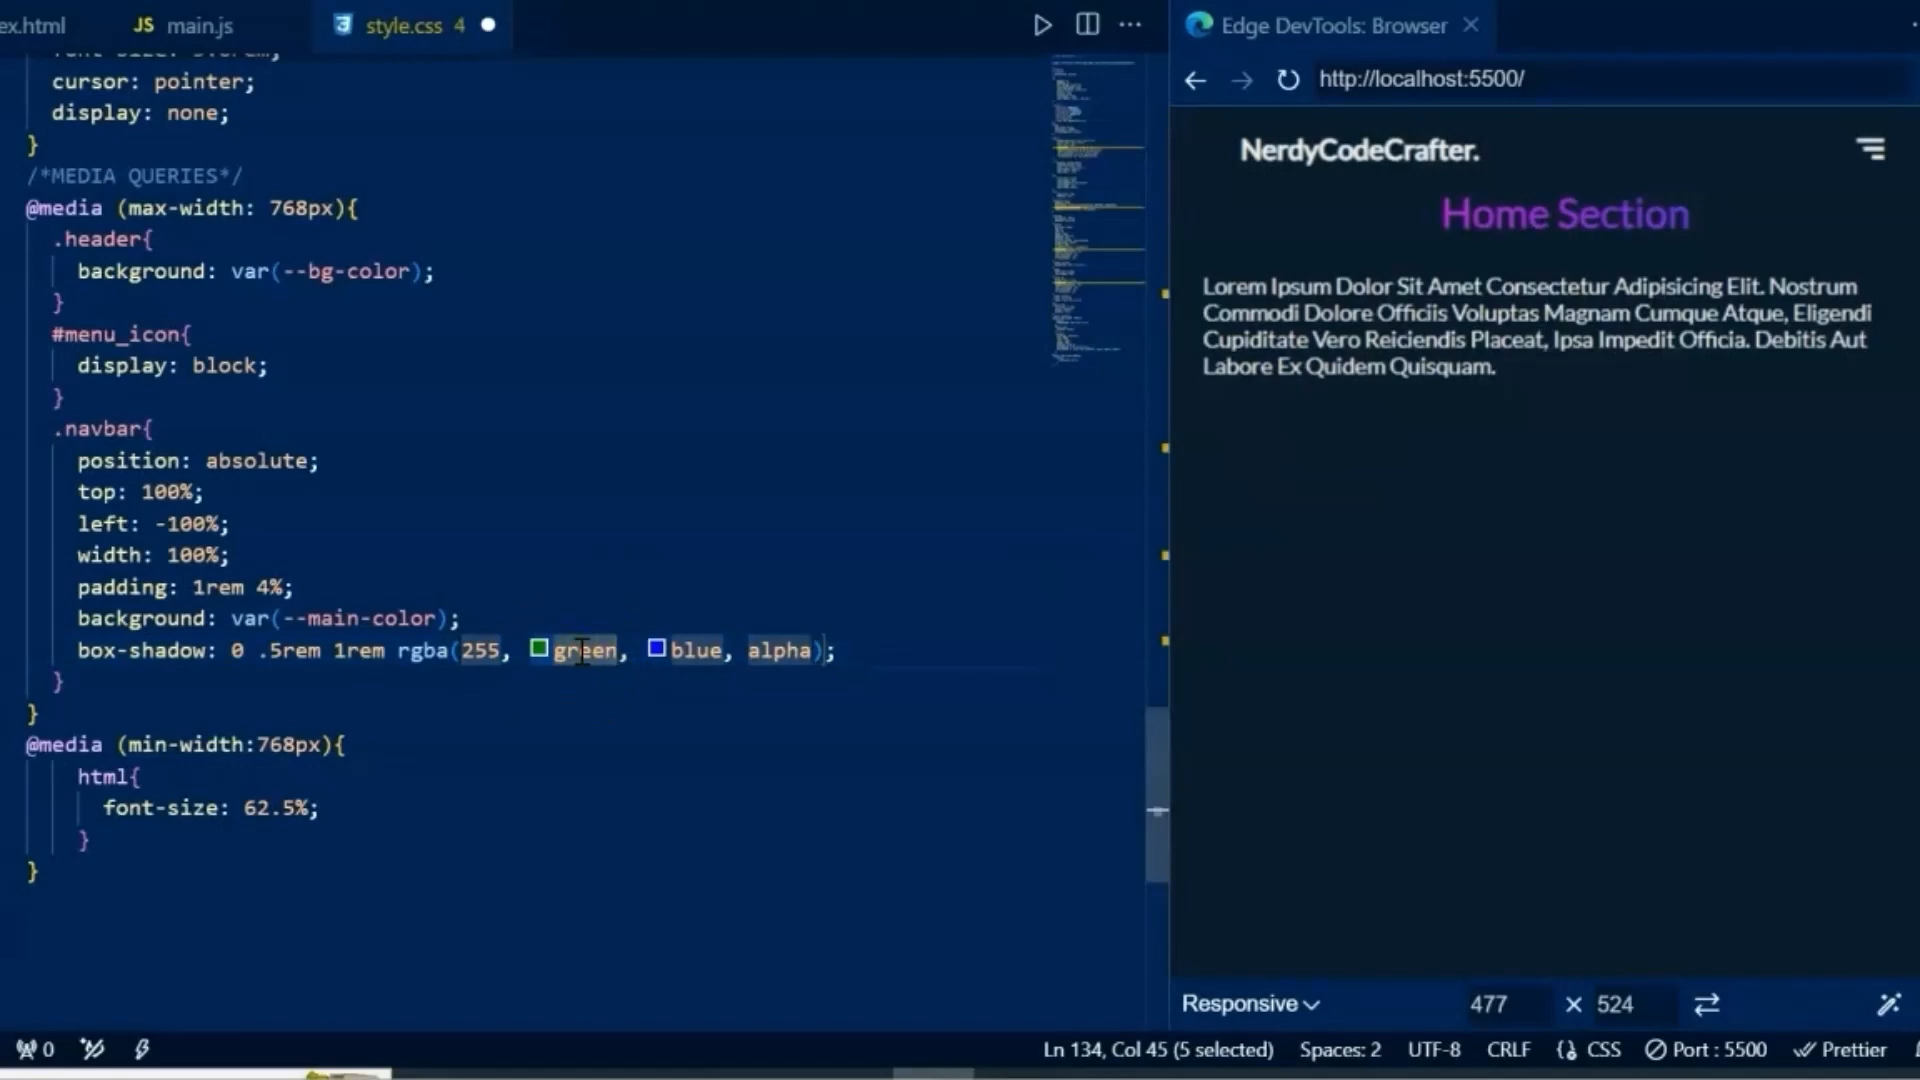 ex.html JS main.js style.css 4
cursor: pointer;
display: none;
}
/*MEDIA QUERIES*/
@media (max-width: 768px){
.header{
background: var(--bg-color);
}
#menu_icon{
display: block;
}
.navbar{
position: absolute;
top: 100%;
left: -100%;
width: 100%;
padding: 1rem 4%;
background: var(--main-color);
box-shadow: 0 .5rem 1rem rgba(255, green, blue, alpha);
}
}
@media (min-width:768px){
html{
font-size: 62.5%;
}
}
Edge DevTools: Browser
http://localhost:5500/
NerdyCodeCrafter.
Home Section
Lorem Ipsum Dolor Sit Amet Consectetur Adipisicing Elit. Nostrum
Commodi Dolore Officiis Voluptas Magnam Cumque Atque, Eligendi
Cupiditate Vero Reiciendis Placeat, Ipsa Impedit Officia. Debitis Aut
Labore Ex Quidem Quisquam.
Responsive 477 × 524
0 Ln 134, Col 45 (5 selected) Spaces: 2 UTF-8 CRLF {} CSS Port : 5500 Prettier